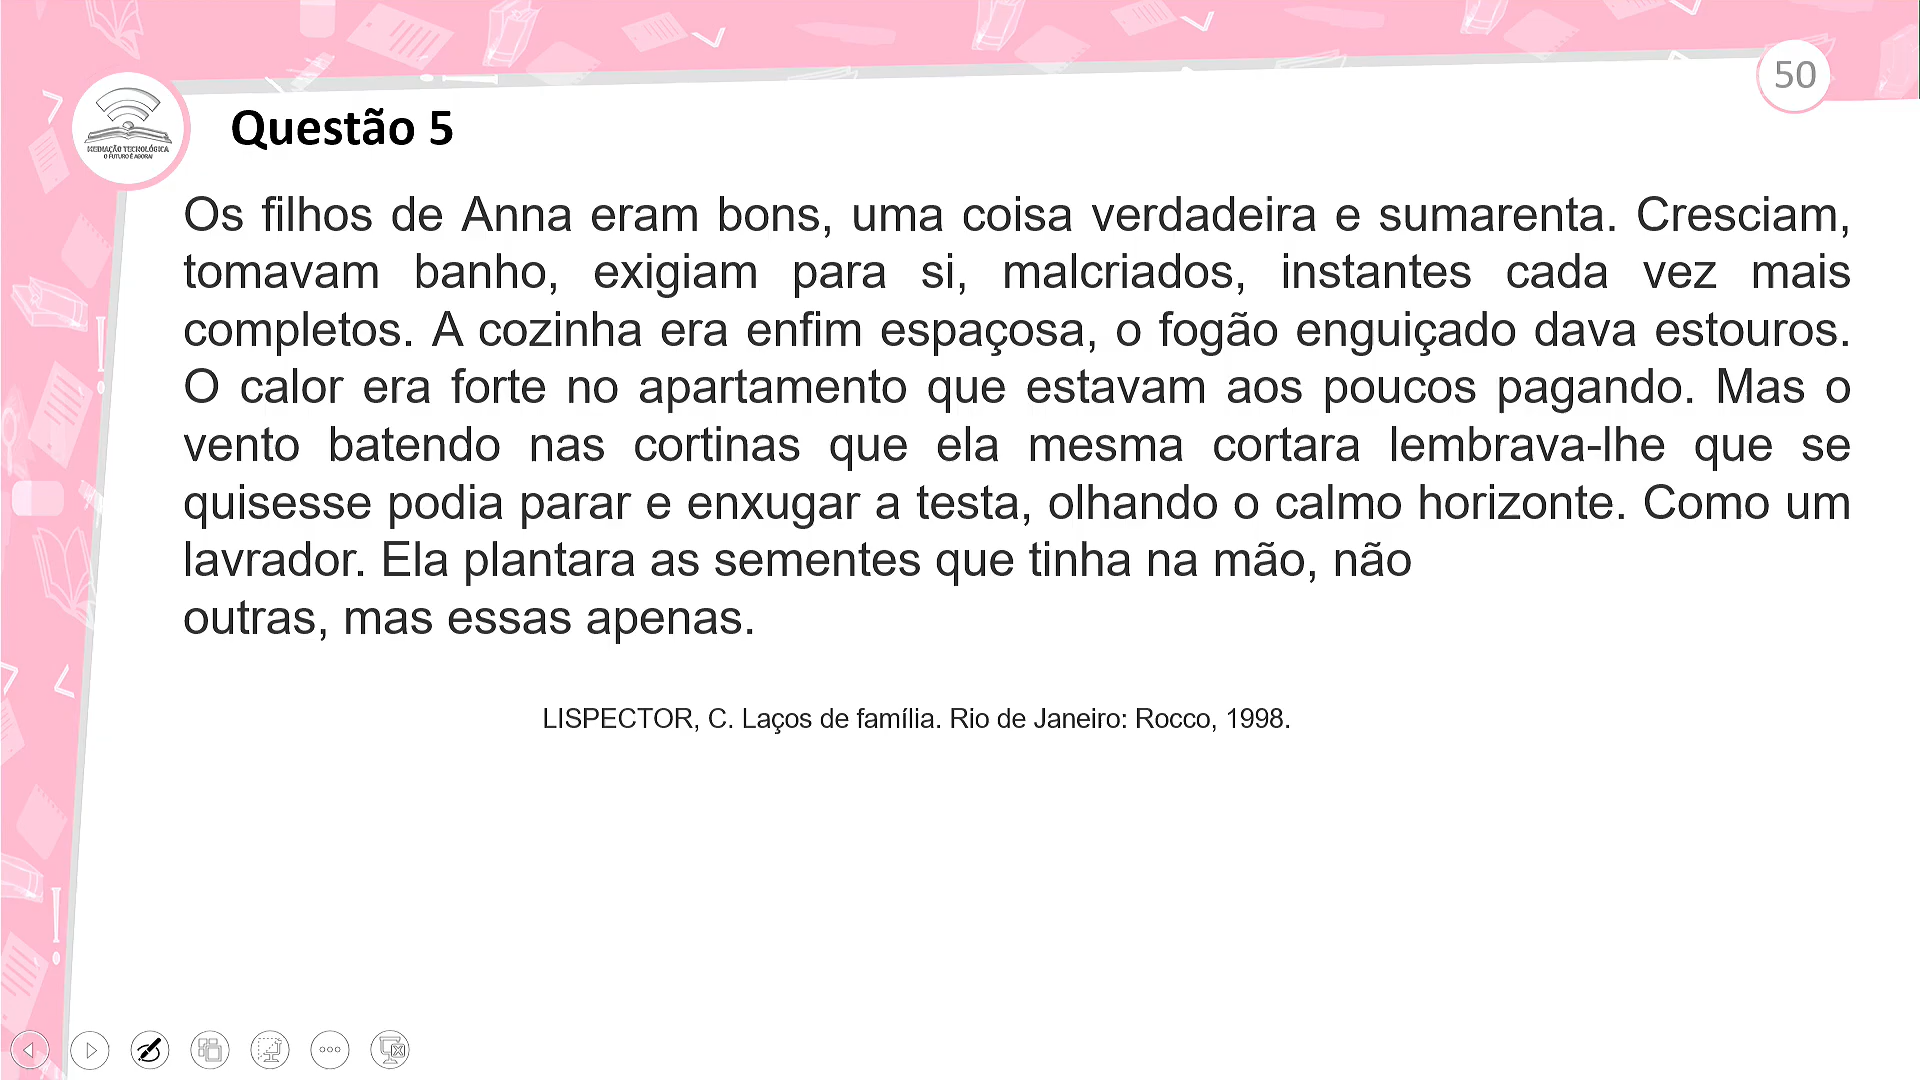 50
MEDIAÇÃO TECNOLÓGICA
O FUTURO É AGORA!
Questão 5
Os filhos de Anna eram bons, uma coisa verdadeira e sumarenta. Cresciam,
tomavam banho, exigiam para si, malcriados, instantes cada vez mais
completos. A cozinha era enfim espaçosa, o fogão enguiçado dava estouros.
O calor era forte no apartamento que estavam aos poucos pagando. Mas o
vento batendo nas cortinas que ela mesma cortara lembrava-lhe que se
quisesse podia parar e enxugar a testa, olhando o calmo horizonte. Como um
lavrador. Ela plantara as sementes que tinha na mão, não
outras, mas essas apenas.
LISPECTOR, C. Laços de família. Rio de Janeiro: Rocco, 1998.